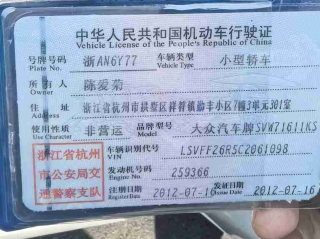 中华人民共和国机动车行驶证
Vehicle License of the People's Republic of China
号牌号码 浙AN6Y77 车辆类型 小型轿车
Plate No. Vehicle Type
所有人 陈爱菊
Owner
住址 浙江省杭州市拱墅区祥符镇勤丰小区7幢3单元301室
Address
使用性质 非营运 品牌型号 大众汽车牌SVW71611KS
Use Character Model
浙江省杭州市公安局交通警察支队
车辆识别代号 LSVFF26R5C2061098
VIN
发动机号码 259366
Engine No.
注册日期 2012-07-16 发证日期 2012-07-16
Register Date Issue Date